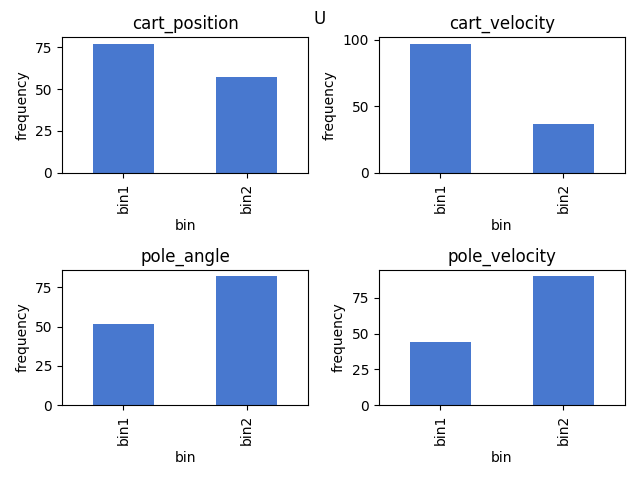 U
cart_position
75
50
25
0
frequency
bin1
bin2
bin
cart_velocity
100
50
0
frequency
bin1
bin2
bin
pole_angle
75
50
25
0
frequency
bin1
bin2
bin
pole_velocity
75
50
25
0
frequency
bin1
bin2
bin